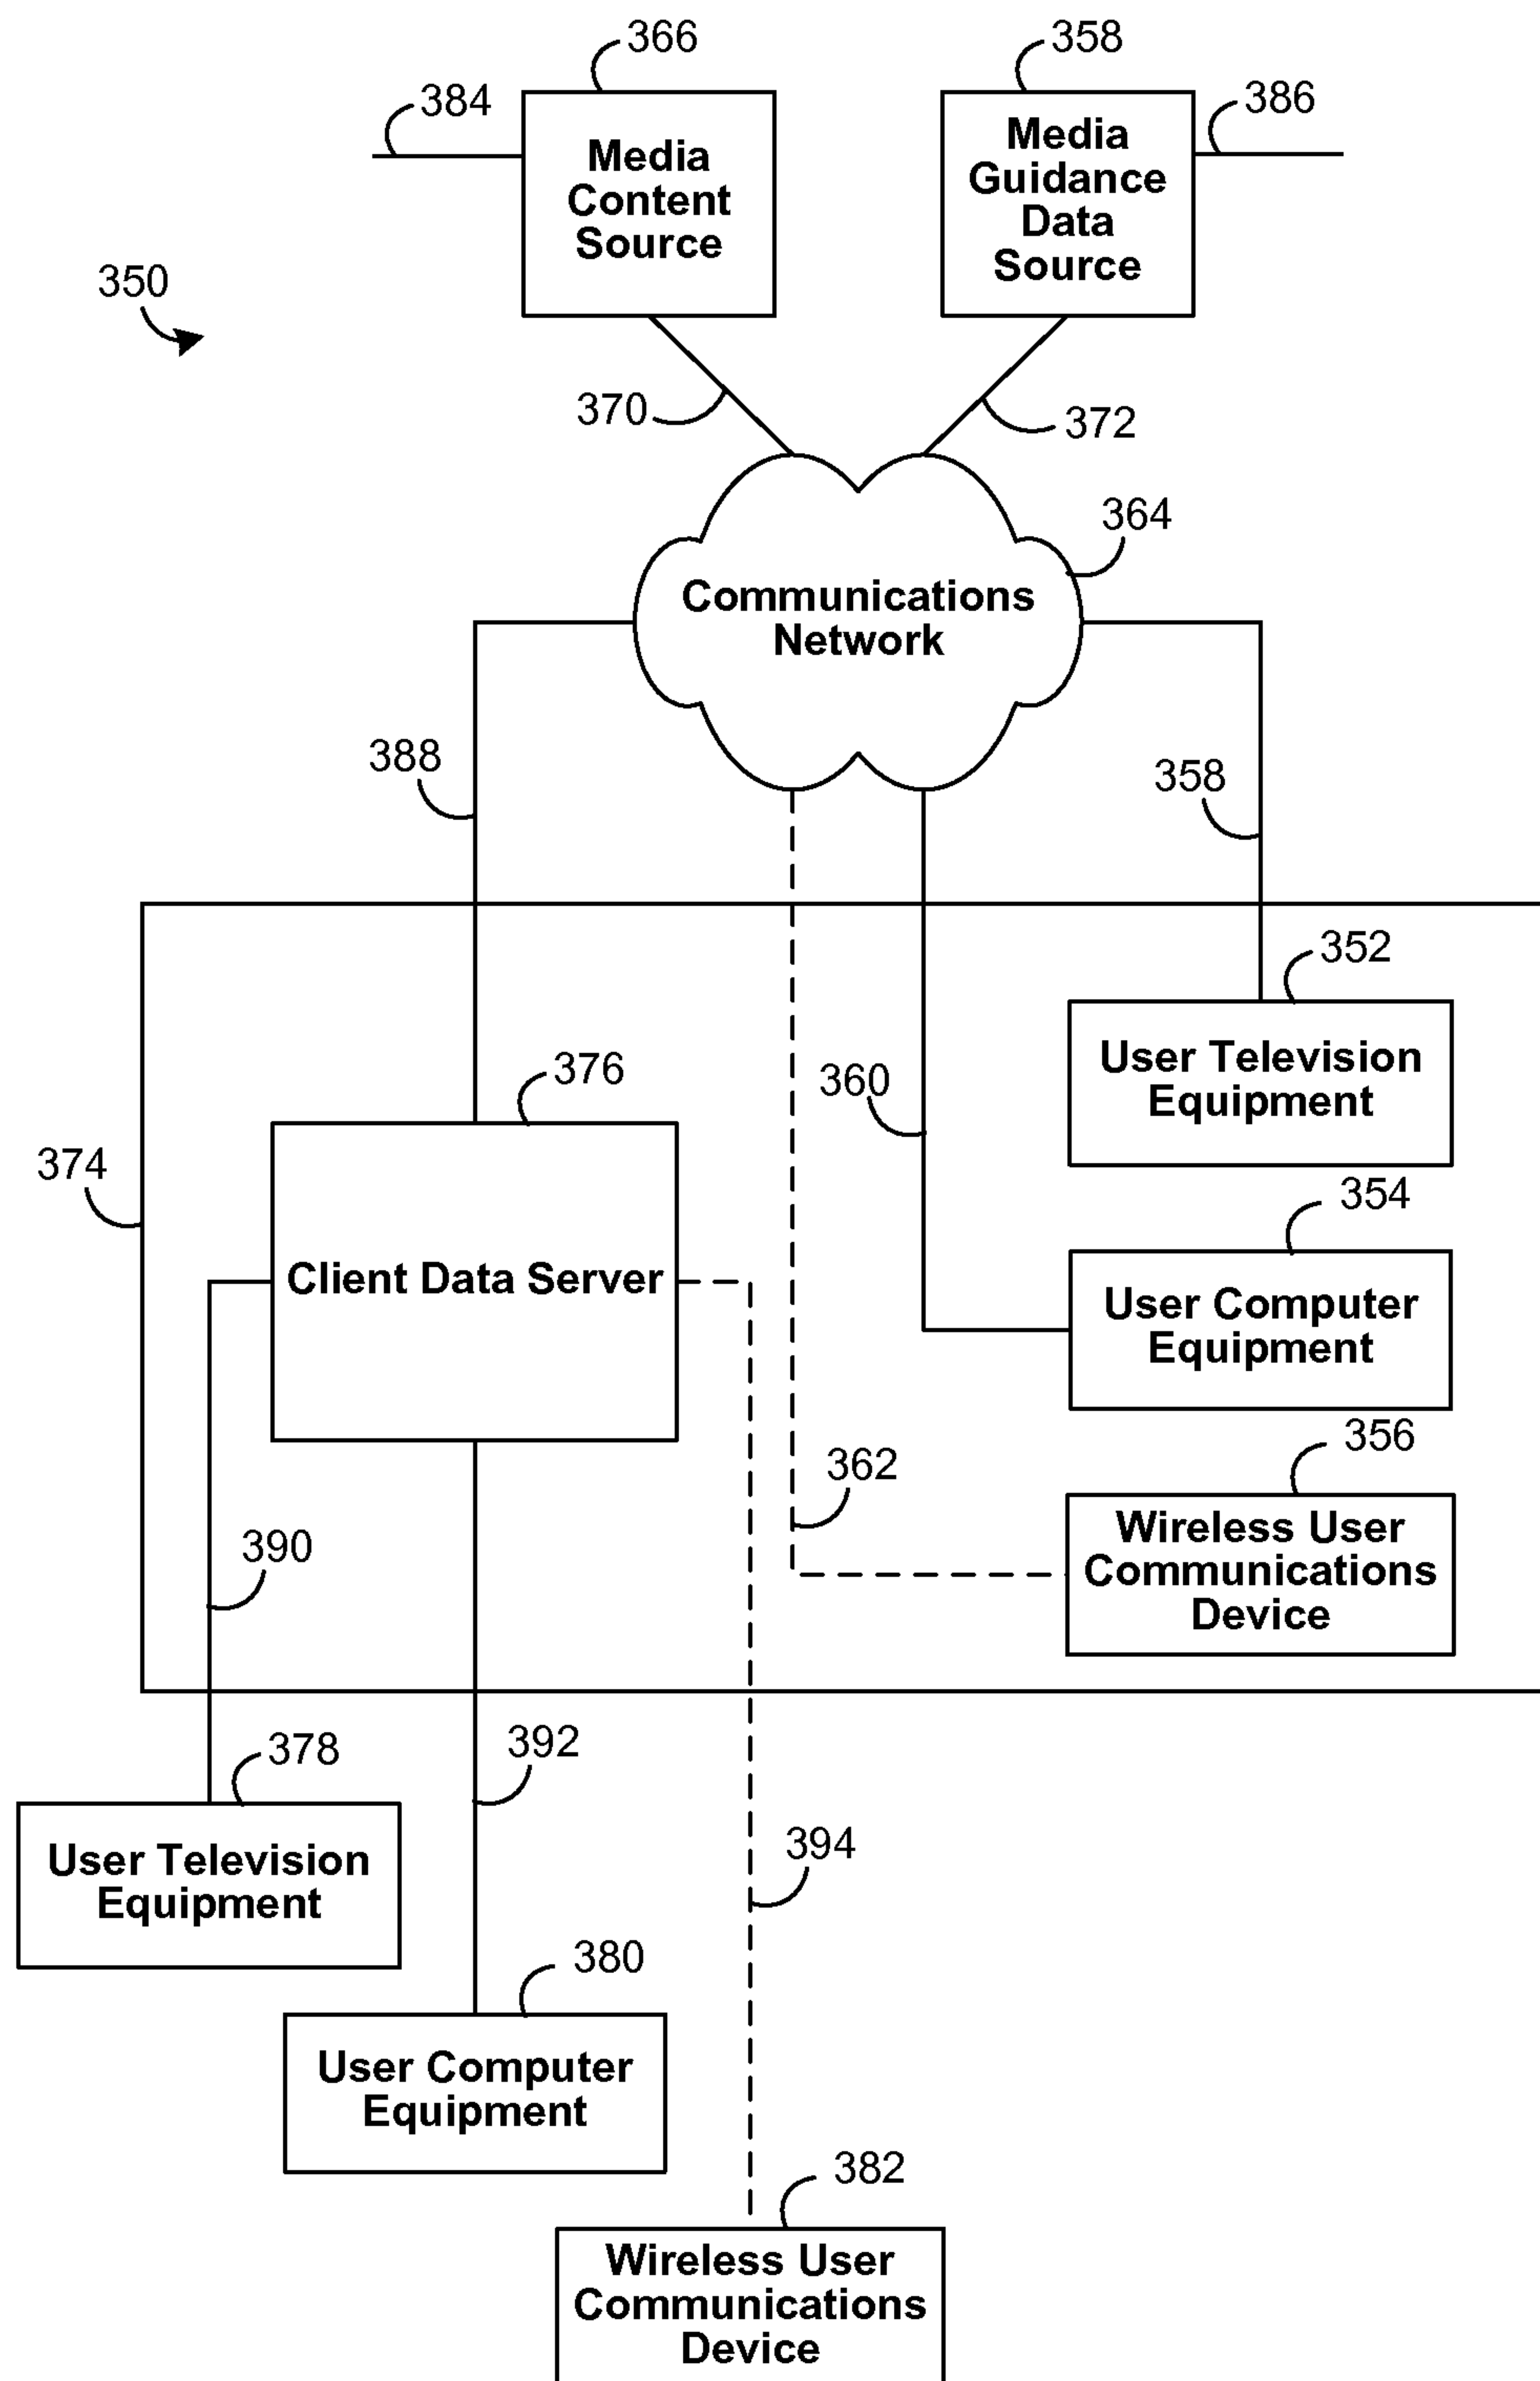 366
358
384
386
Media
Content
Source
Media
Guidance
Data
Source
350
370
372
364
Communications
Network
388
358
352
User Television
Equipment
376
360
374
354
Client Data Server
User Computer
Equipment
356
362
Wireless User
Communications
Device
390
378
392
User Television
Equipment
394
380
User Computer
Equipment
382
Wireless User
Communications
Device